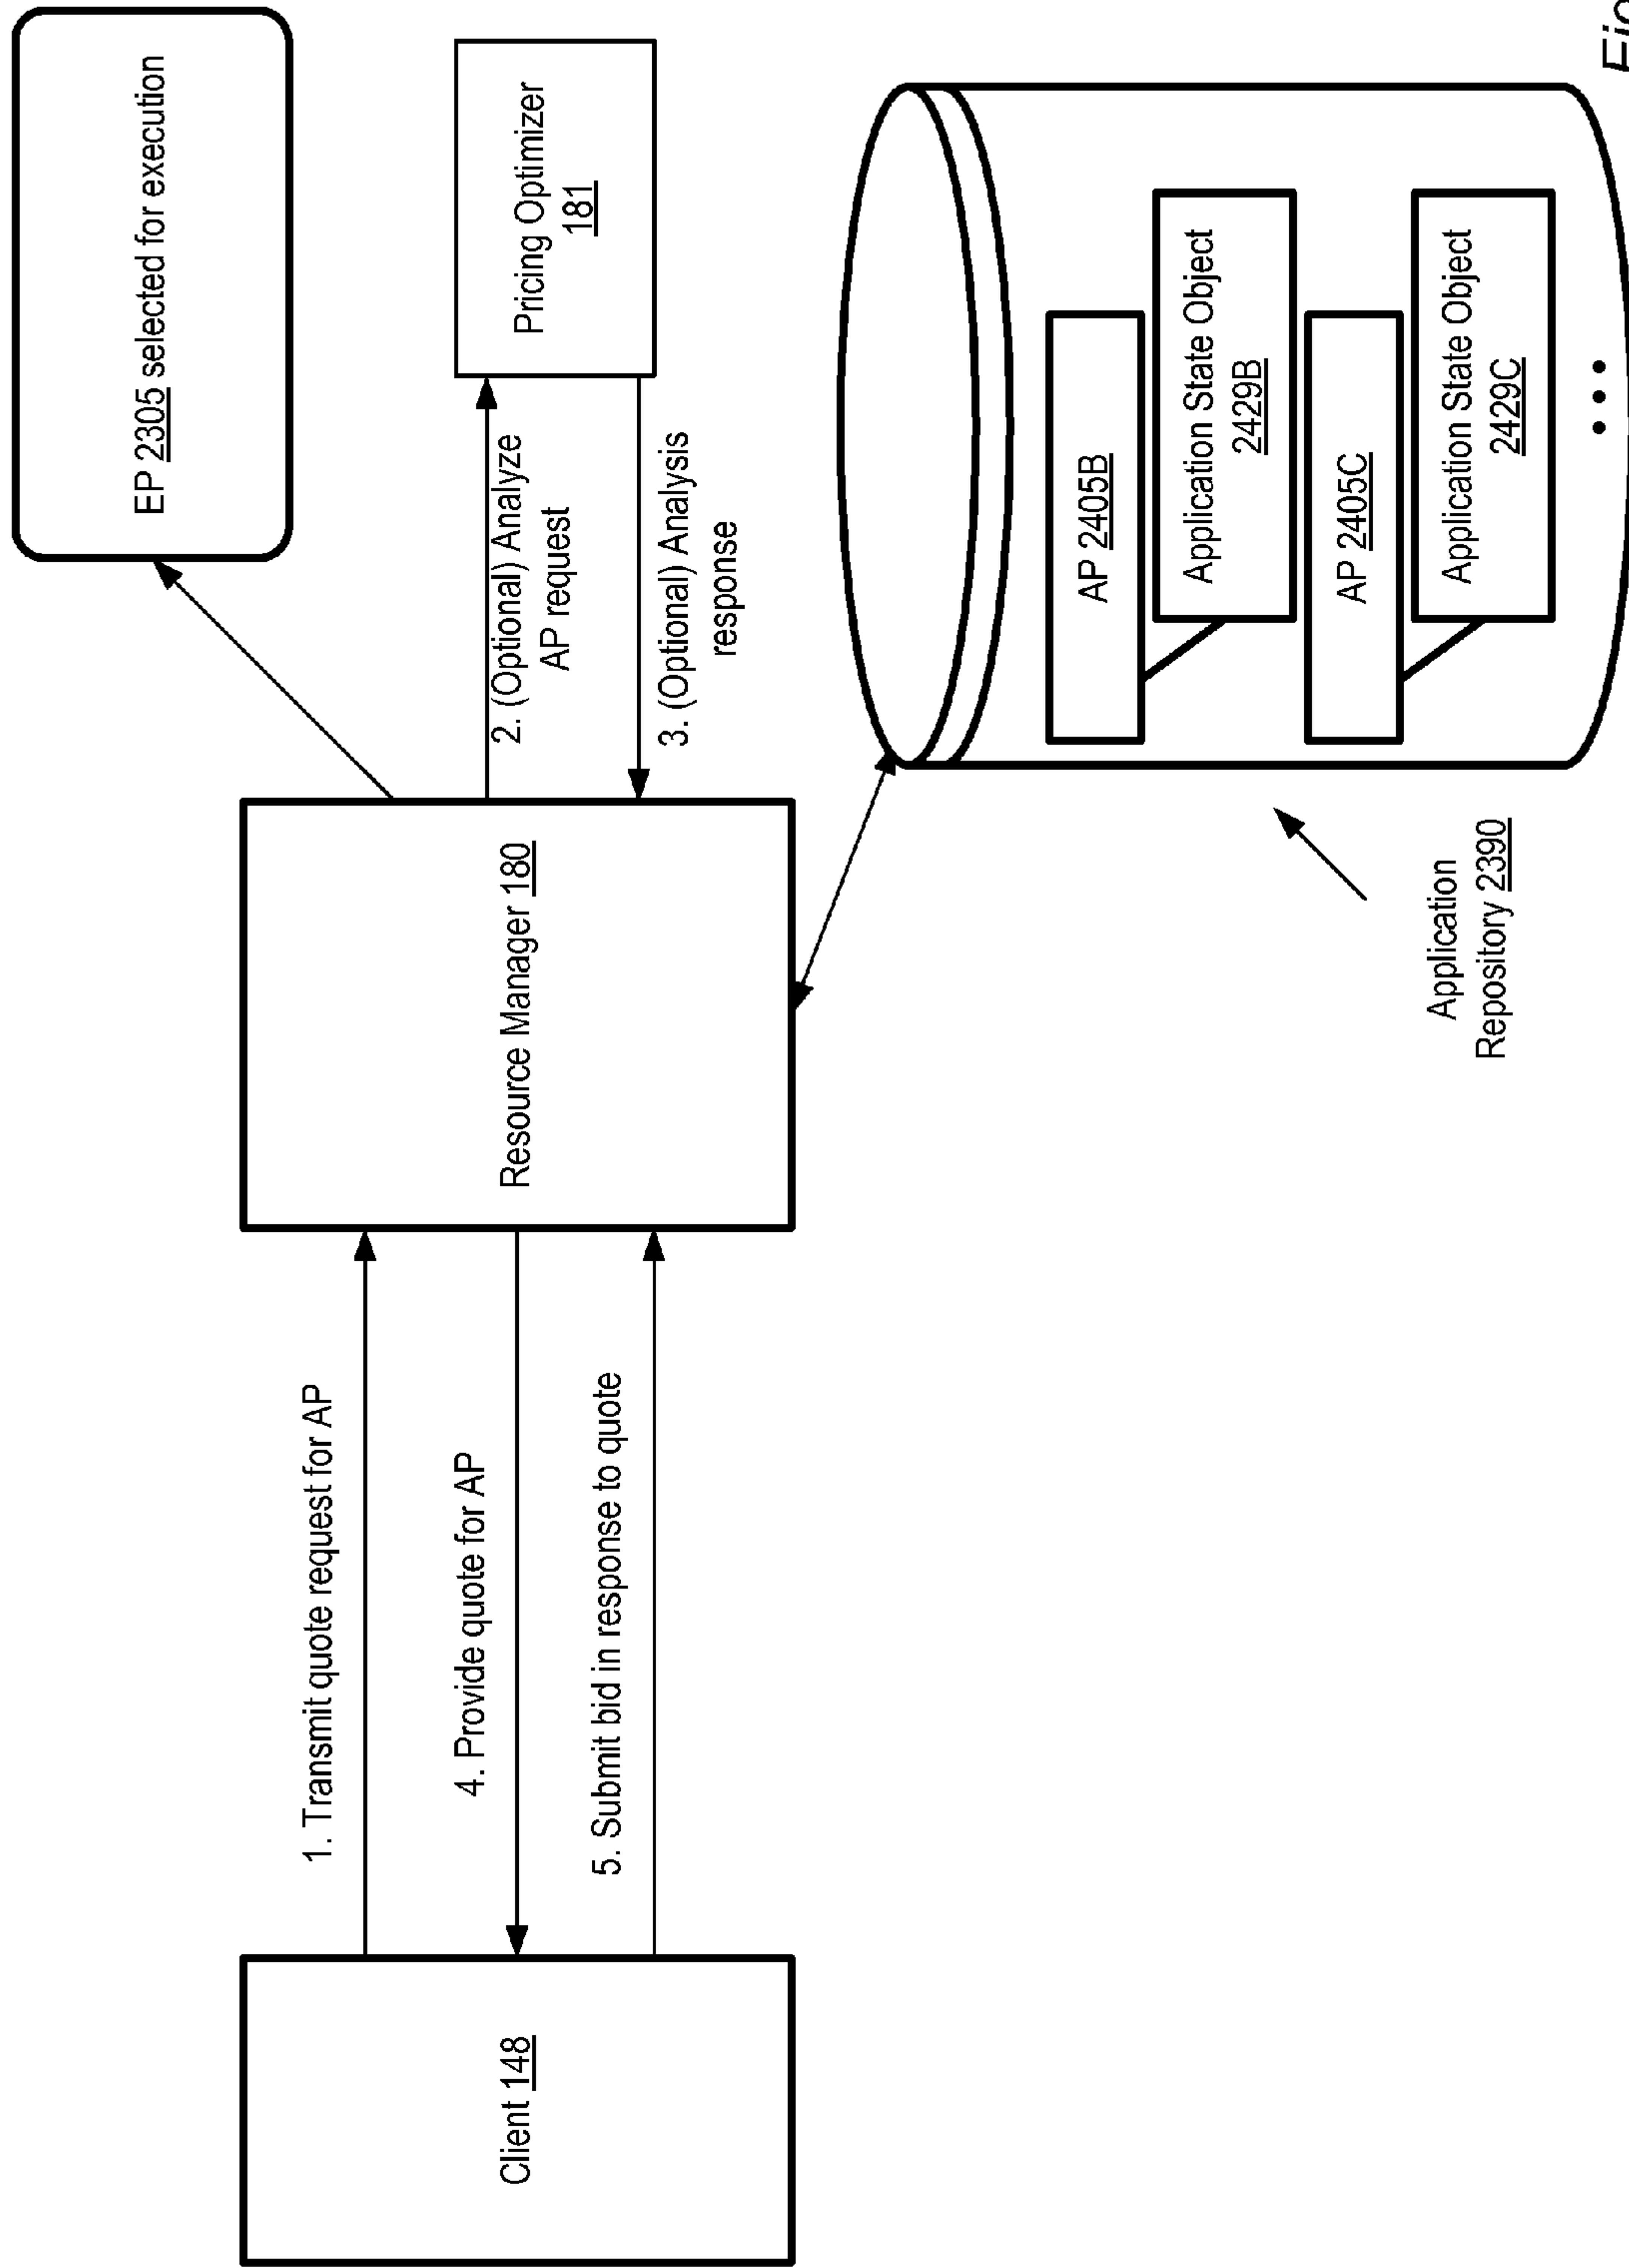 EP 2305 selected for execution
1. Transmit quote request for AP
4. Provide quote for AP
5. Submit bid in response to quote
Client 148
Resource Manager 180
2. (Optional) Analyze
AP request
3. (Optional) Analysis
response
Pricing Optimizer
181
Application
Repository 2390
AP 2405B
Application State Object
2429B
AP 2405C
Application State Object
2429C
...